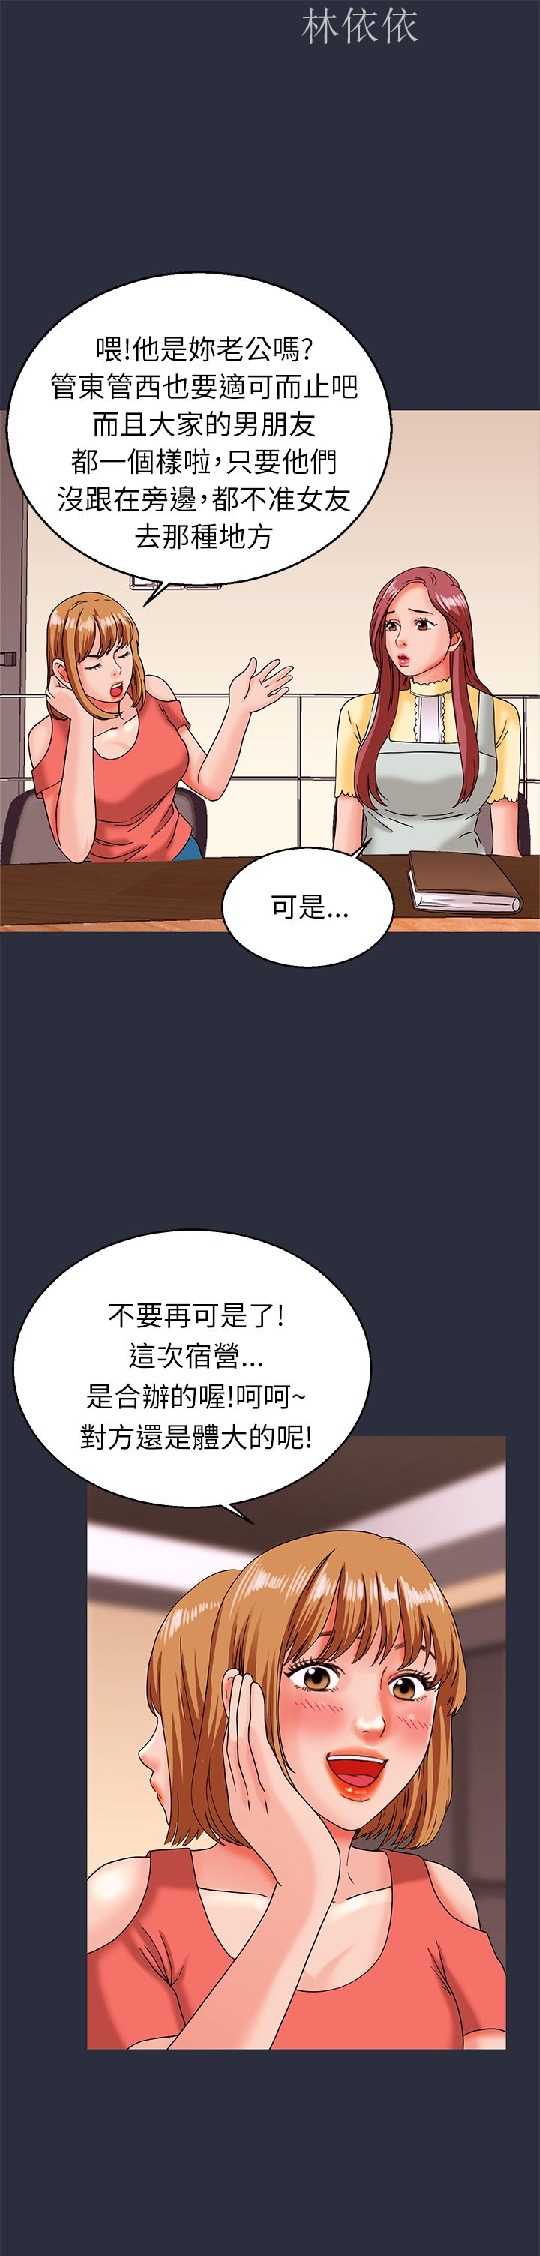 林依依
喂!他是妳老公嗎?
管東管西也要適可而止吧
而且大家的男朋友
都一個樣啦,只要他們
沒跟在旁邊,都不准女友
去那種地方
可是...
不要再可是了!
這次宿營...
是合辦的喔!呵呵~
對方還是體大的呢!